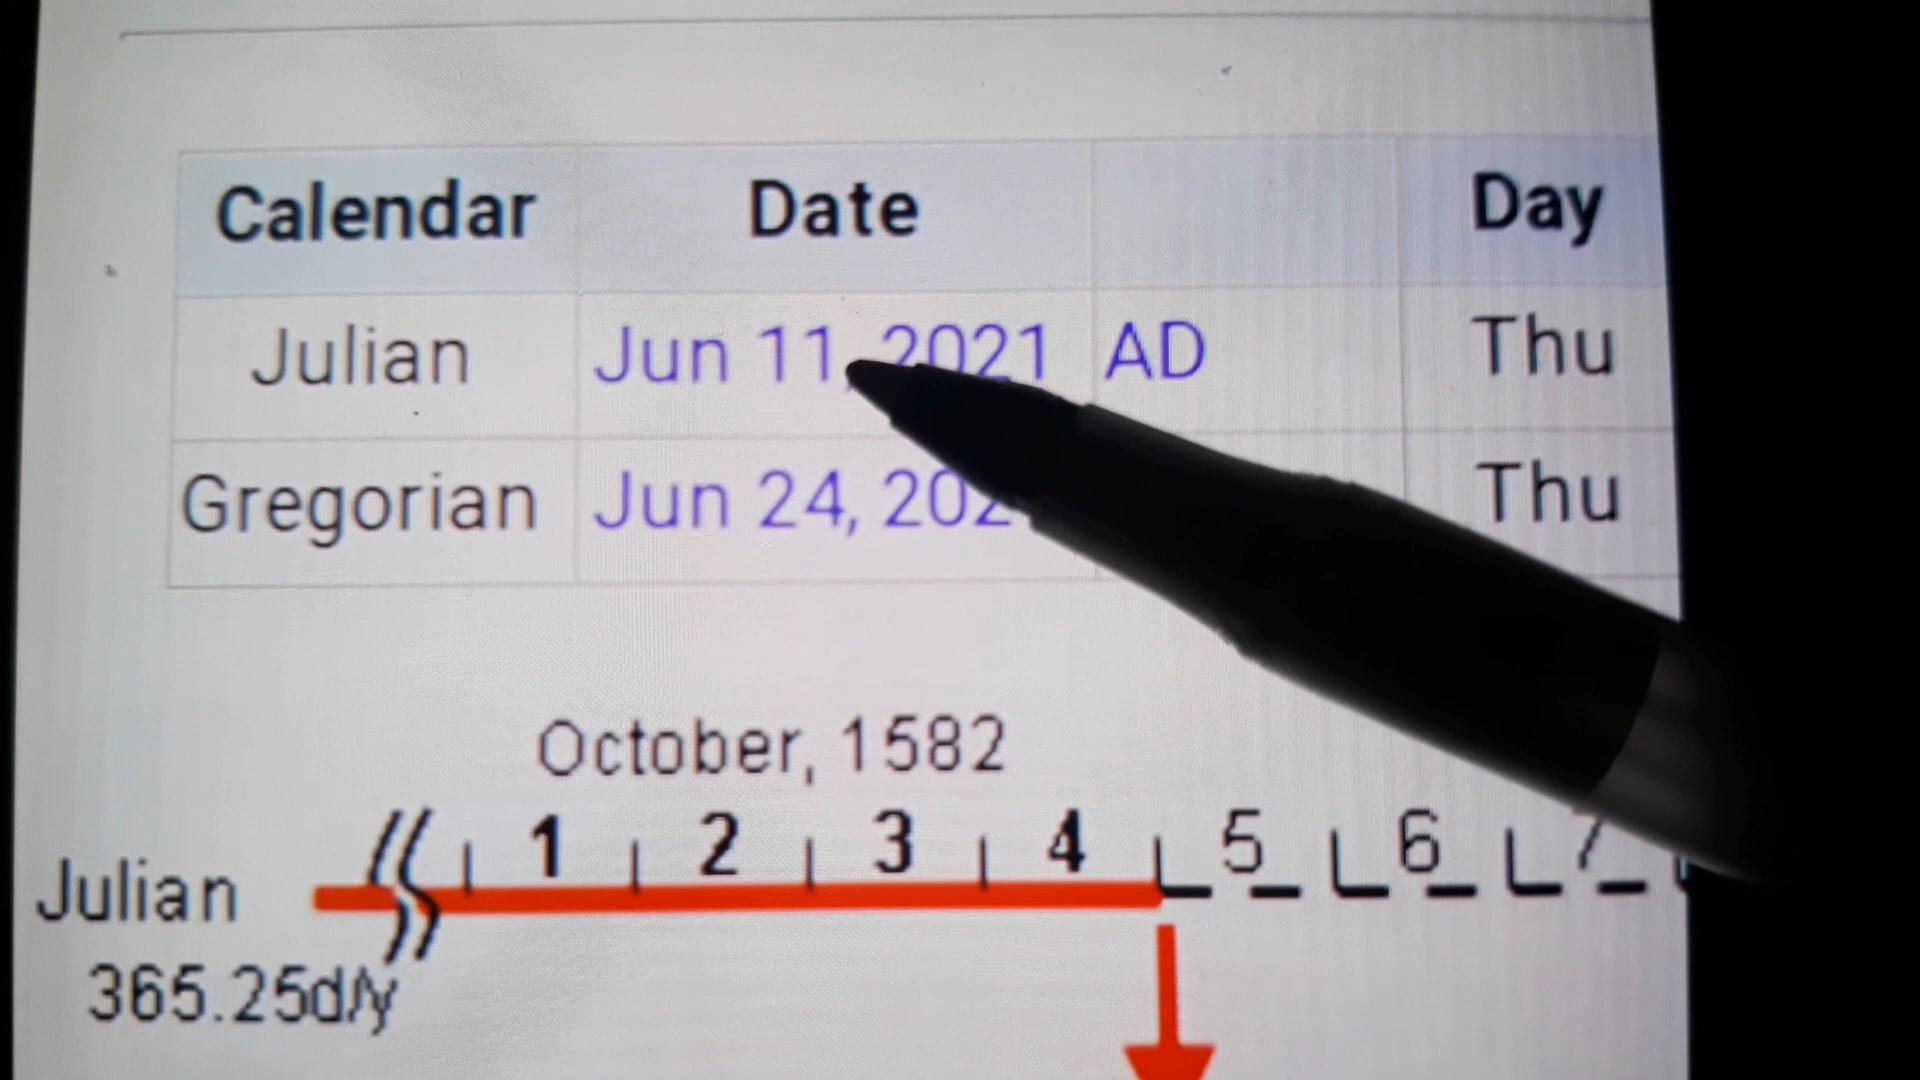 Calendar Date Day
Julian Jun 11, 2021 AD Thu
Gregorian Jun 24, Thu
October, 1582
1 2 3 4 5 6 7
Julian
365.25d/y